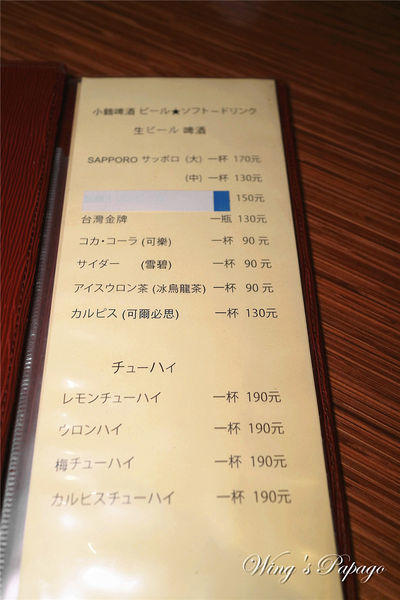 小鶴啤酒 ビール★ソフトードリンク
生ビール 啤酒
SAPPORO サッポロ (大) 一杯 170元
(中) 一杯 130元
150元
台灣金牌 一瓶 130元
コカ・コーラ (可樂) 一杯 90 元
サイダー (雪碧) 一杯 90 元
アイスウロン茶 (冰烏龍茶) 一杯 90 元
カルピス (可爾必思) 一杯 130元
チューハイ
レモンチューハイ 一杯 190元
ウロンハイ 一杯 190元
梅チューハイ 一杯 190元
カルピスチューハイ 一杯 190元
Wing's Papago